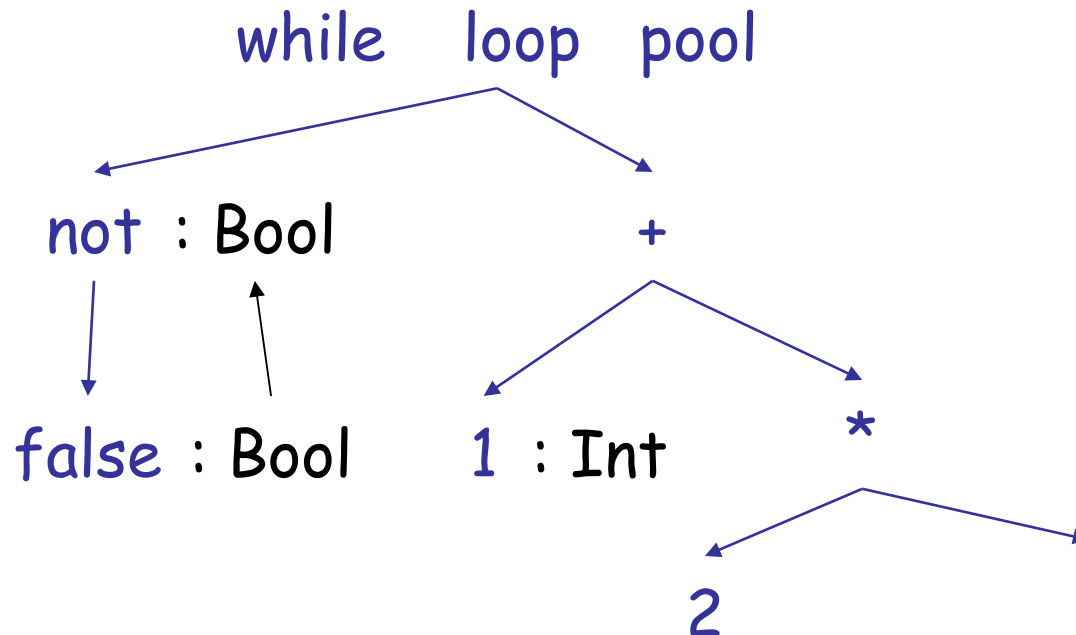 while loop pool
not : Bool
+
false : Bool
1 : Int
*
2